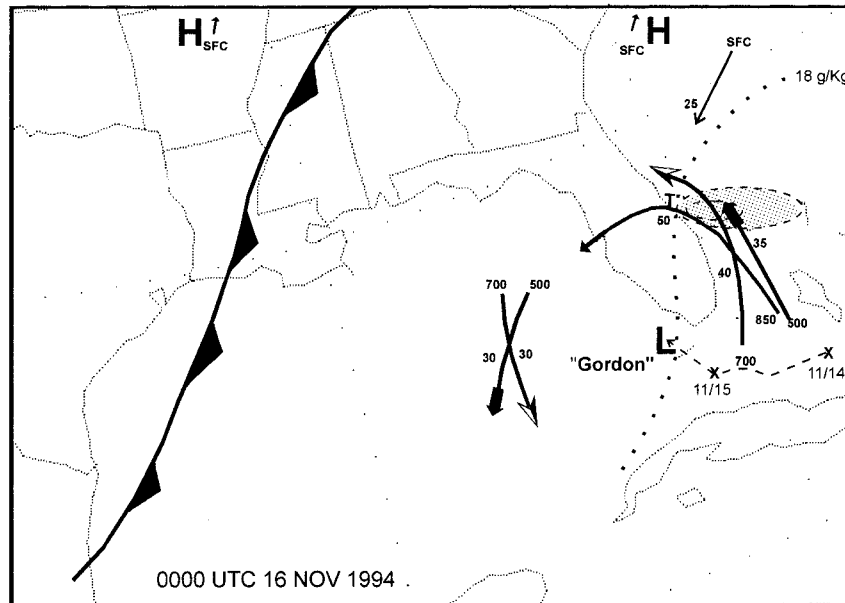 H SFC
SFC H
SFC
18 g/Kg
25
T
50
35
40
700 500
850
500
30 30
L
"Gordon"
700
X
11/14
X
11/15
0000 UTC 16 NOV 1994